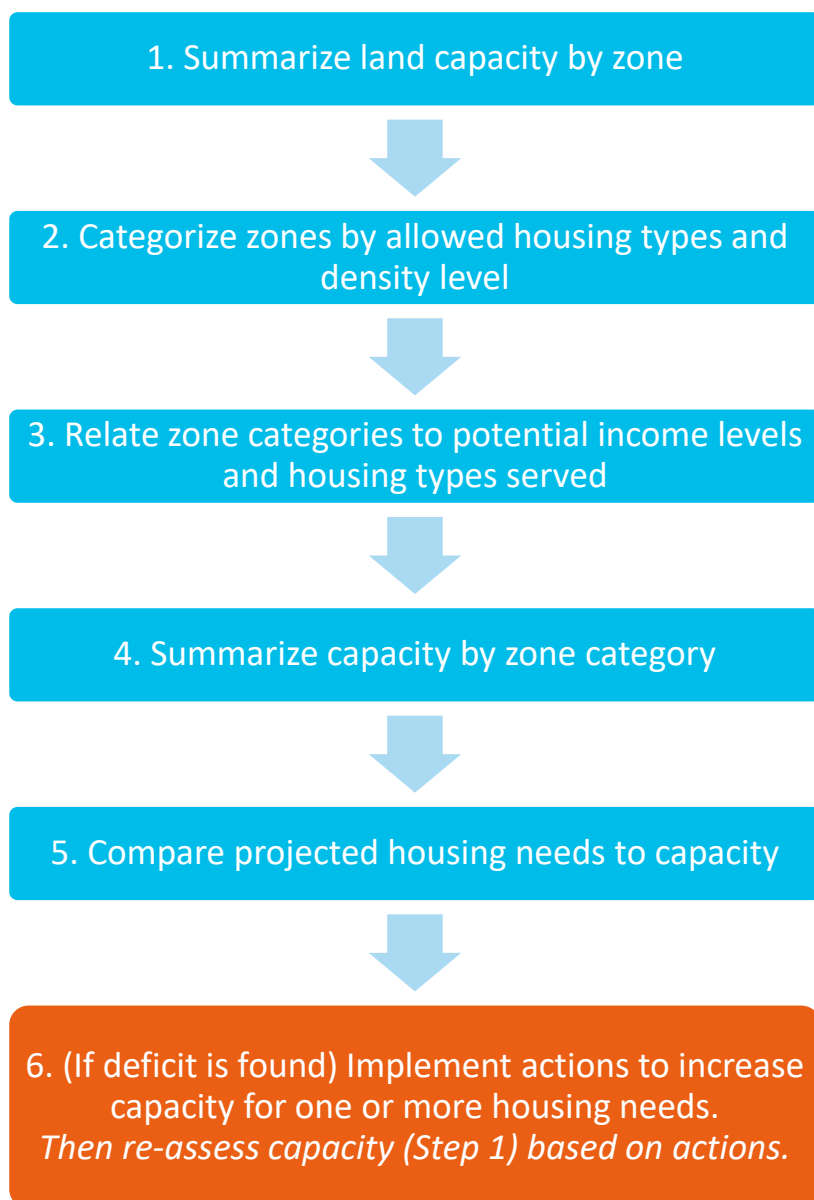 1. Summarize land capacity by zone
2. Categorize zones by allowed housing types and
density level
3. Relate zone categories to potential income levels
and housing types served
4. Summarize capacity by zone category
5. Compare projected housing needs to capacity
6. (If deficit is found) Implement actions to increase
capacity for one or more housing needs.
Then re-assess capacity (Step 1) based on actions.